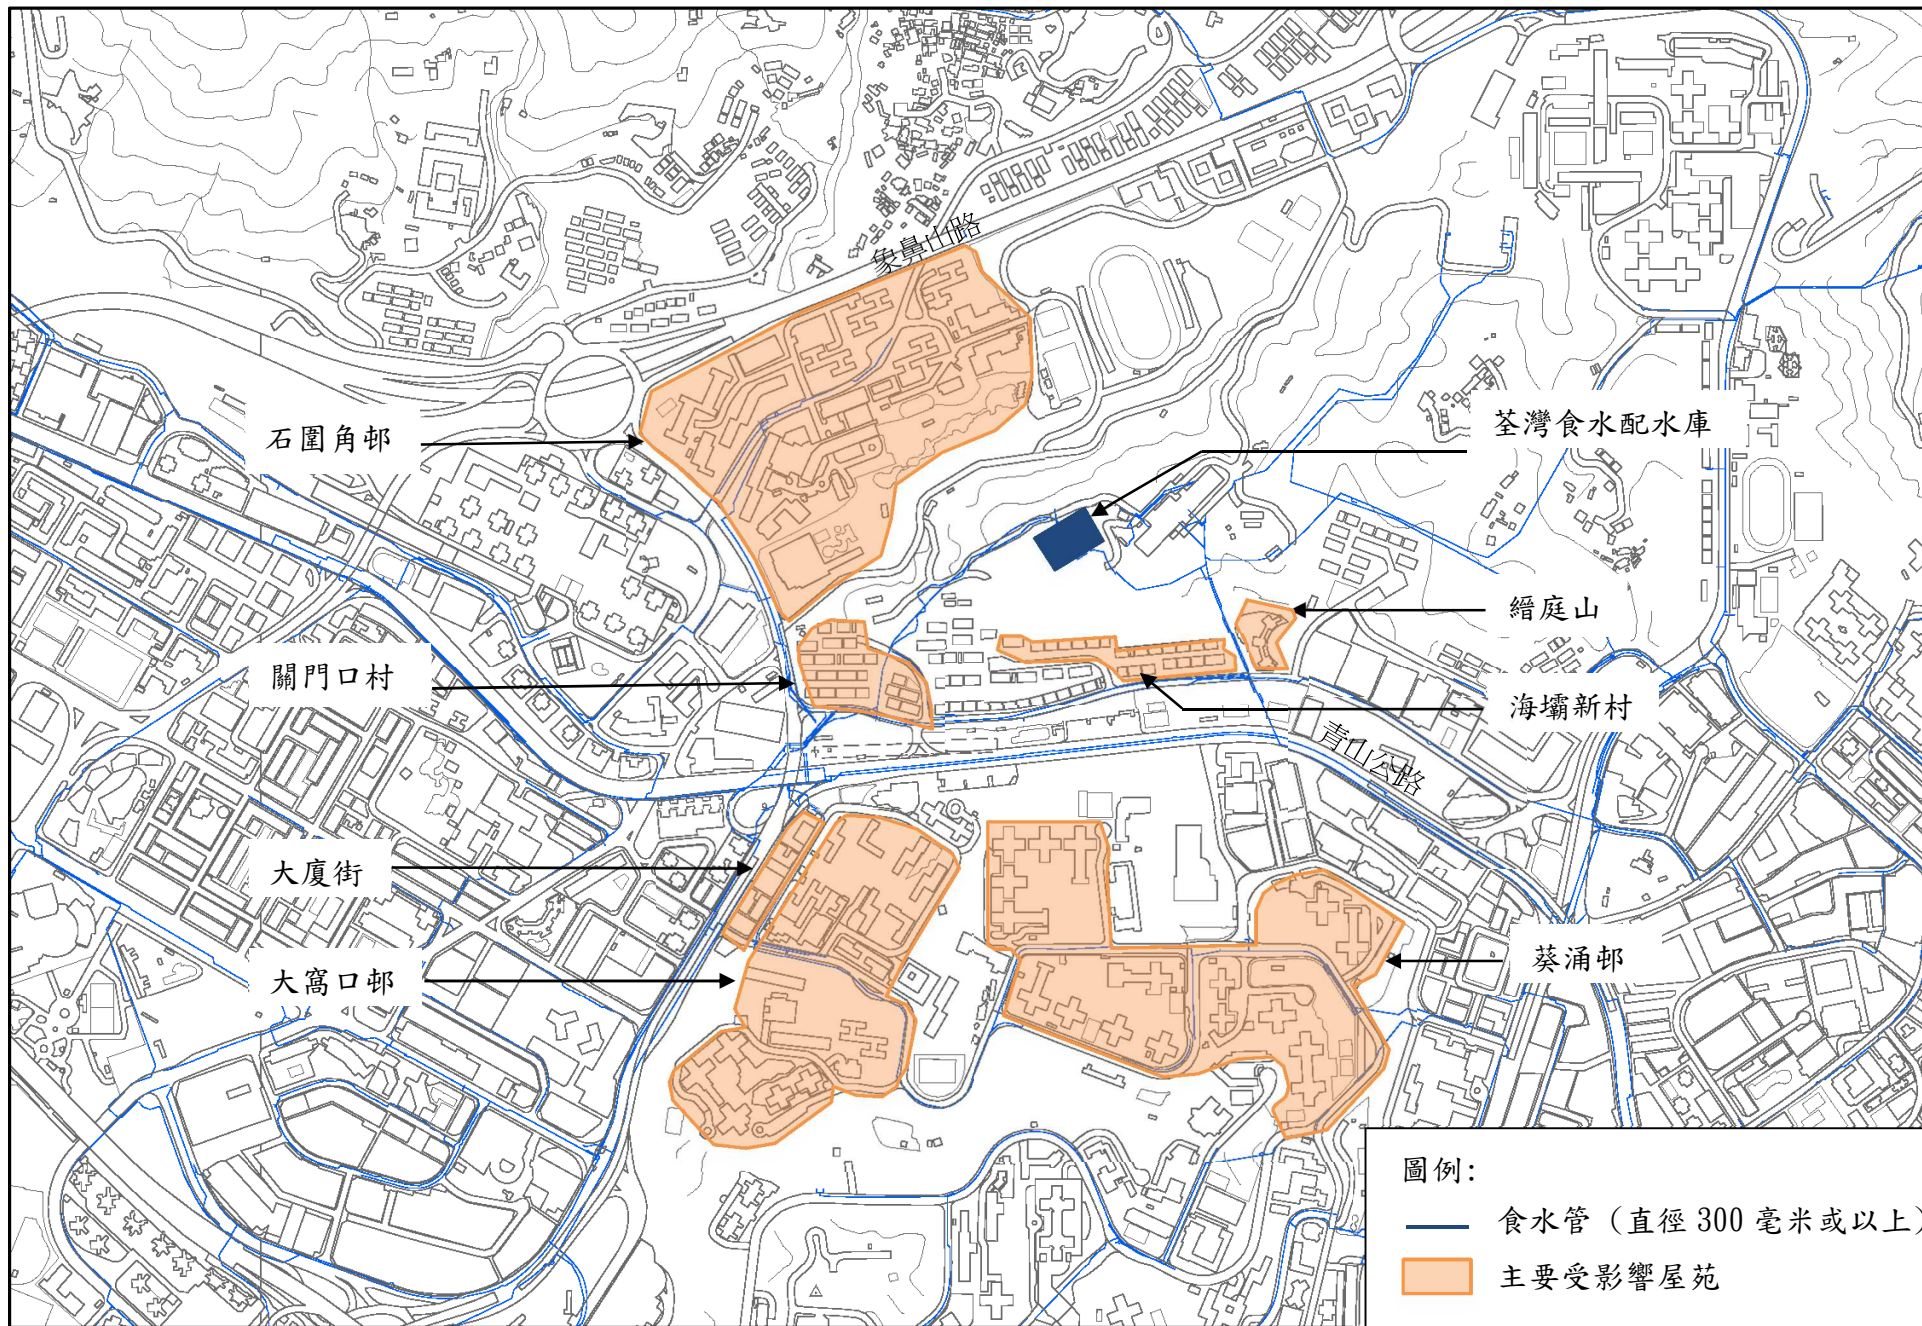 象鼻山路
石圍角邨
荃灣食水配水庫
縉庭山
關門口村
海壩新村
青山公路
大廈街
大窩口邨
葵涌邨
圖例:
食水管（直徑 300 毫米或以上）
主要受影響屋苑